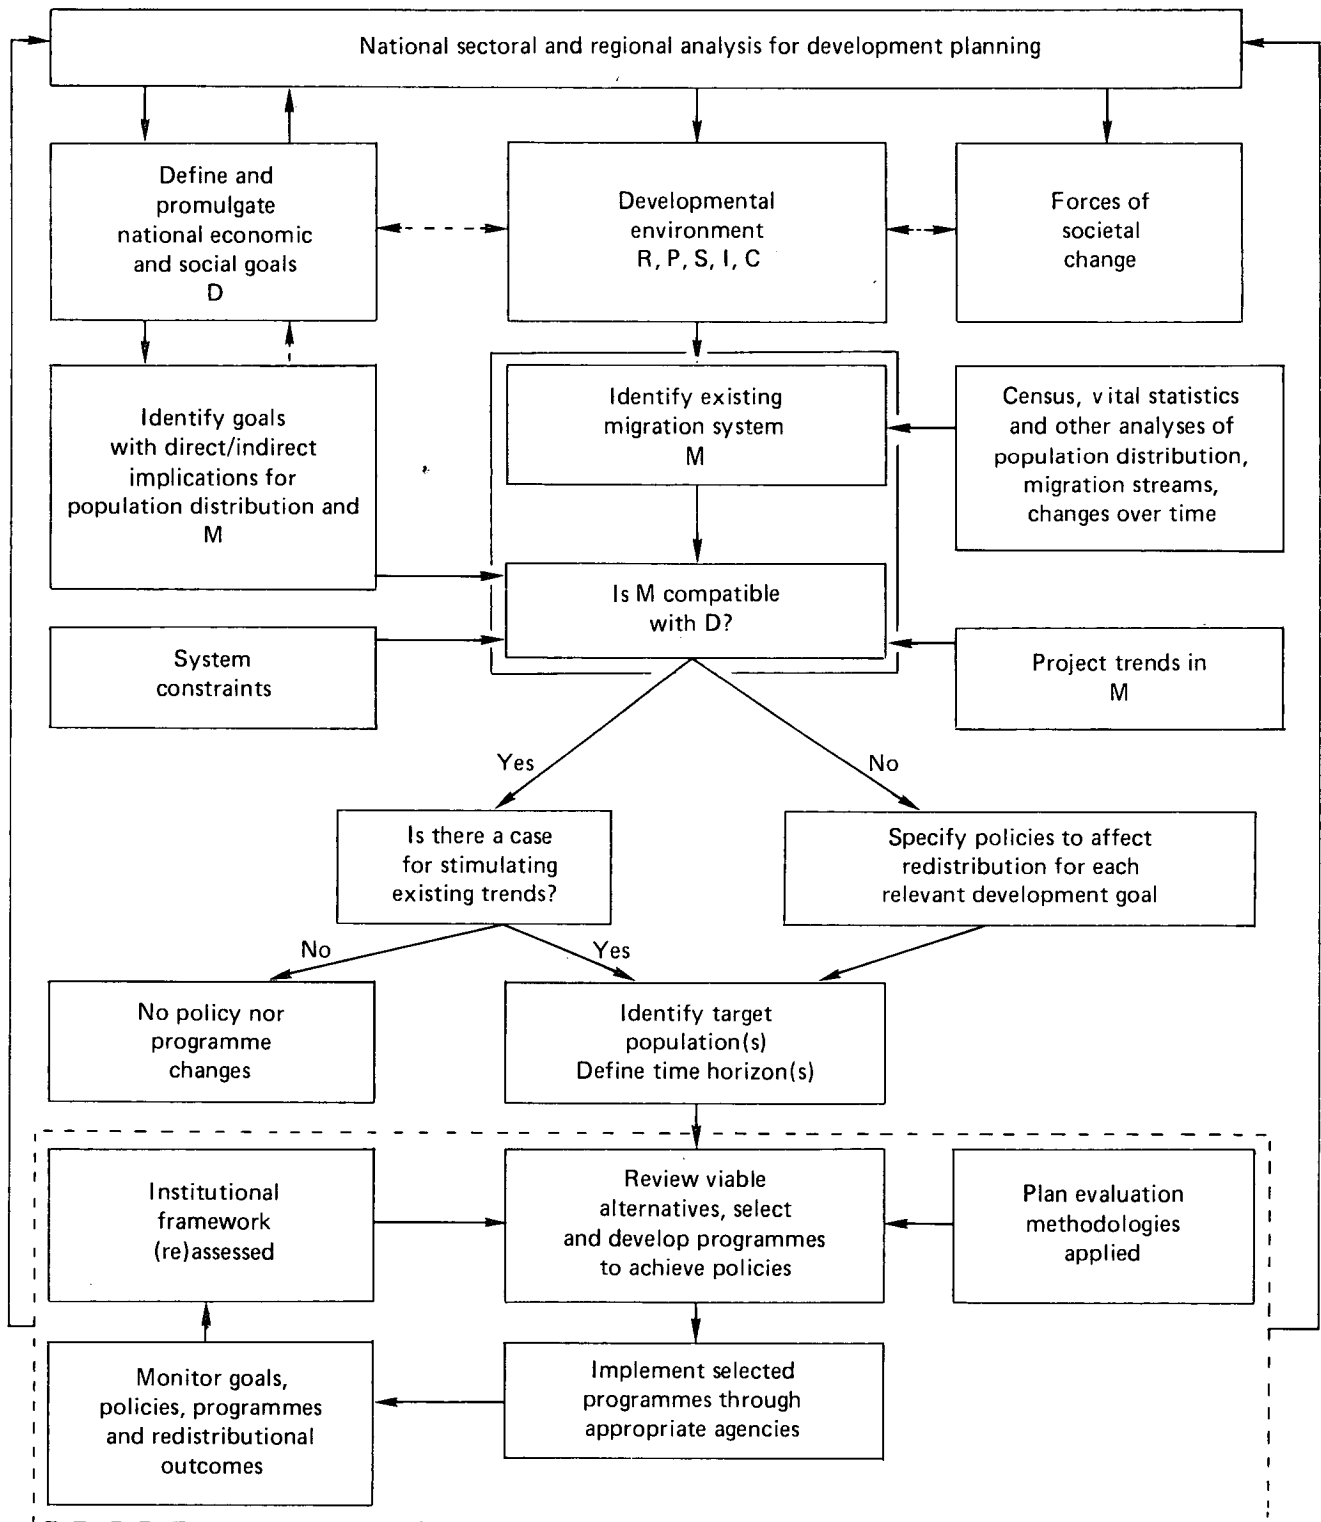 National sectoral and regional analysis for development planning
Define and
promulgate
national economic
and social goals
D
Developmental
environment
R, P, S, I, C
Forces of
societal
change
Identify goals
with direct/indirect
implications for
population distribution and
M
Identify existing
migration system
M
Census, vital statistics
and other analyses of
population distribution,
migration streams,
changes over time
Is M compatible
with D?
System
constraints
Project trends in
M
Yes
No
Is there a case
for stimulating
existing trends?
Specify policies to affect
redistribution for each
relevant development goal
No
Yes
No policy nor
programme
changes
Identify target
population(s)
Define time horizon(s)
Institutional
framework
(re)assessed
Review viable
alternatives, select
and develop programmes
to achieve policies
Plan evaluation
methodologies
applied
Monitor goals,
policies, programmes
and redistributional
outcomes
Implement selected
programmes through
appropriate agencies